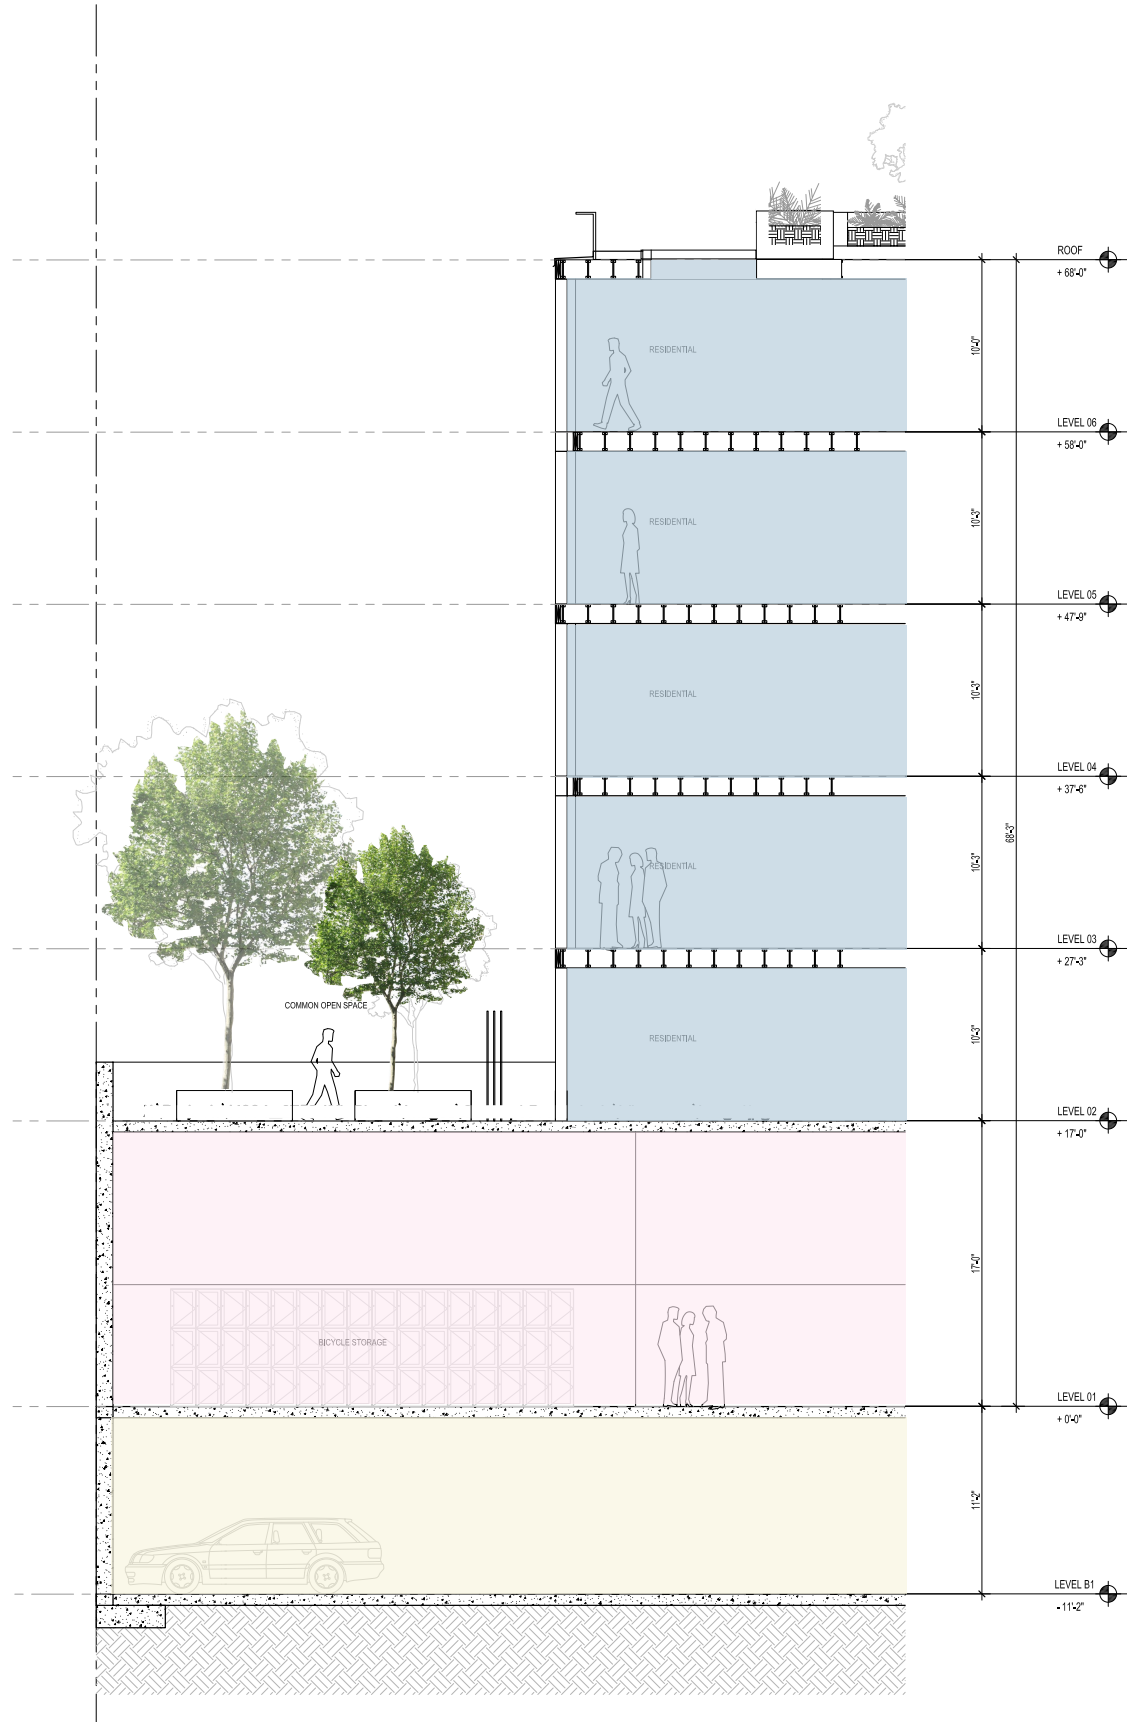 ROOF
+ 68'-0"
10'-0"
RESIDENTIAL
LEVEL 06
+ 58'-0"
10'-3"
RESIDENTIAL
LEVEL 05
+ 47'-9"
10'-3"
RESIDENTIAL
LEVEL 04
+ 37'-6"
68'-3"
10'-3"
RESIDENTIAL
LEVEL 03
+ 27'-3"
COMMON OPEN SPACE
10'-3"
RESIDENTIAL
LEVEL 02
+ 17'-0"
17'-0"
BICYCLE STORAGE
LEVEL 01
+ 0'-0"
11'-2"
LEVEL B1
- 11'-2"